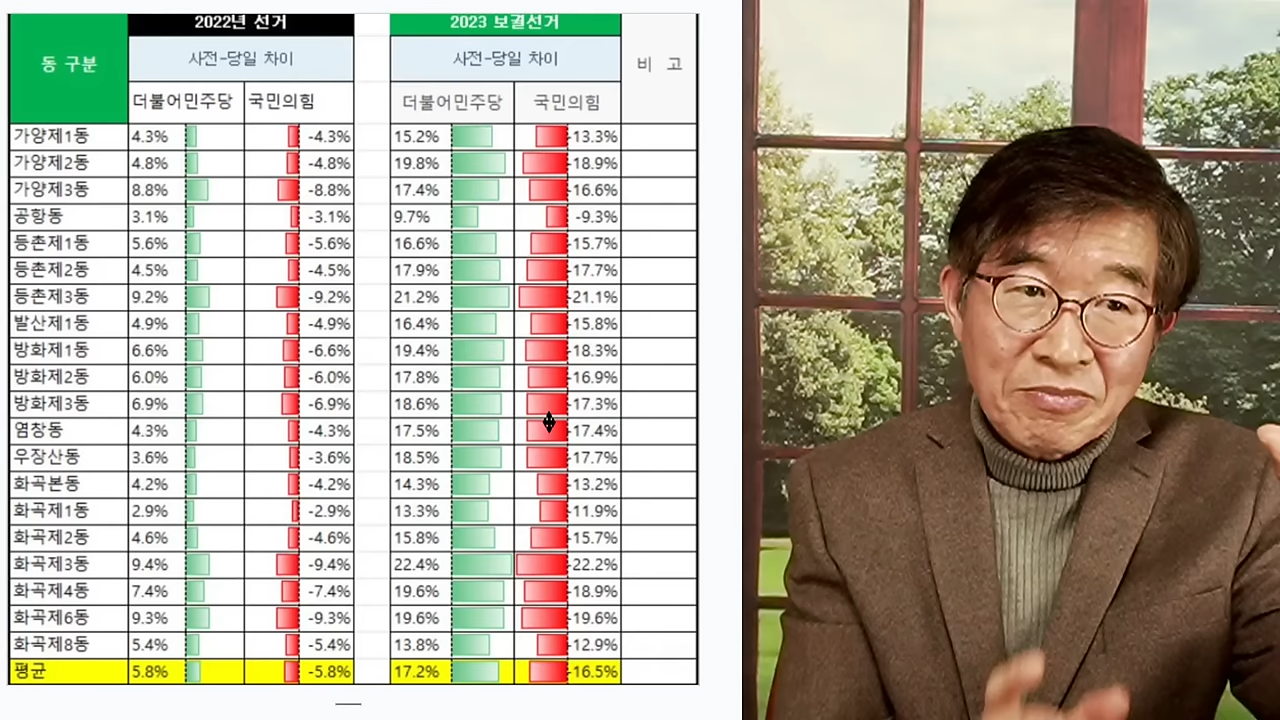 2022년 선거 2023 보궐선거
동 구분 사전-당일 차이 사전-당일 차이 비 고
더불어민주당 국민의힘 더불어민주당 국민의힘
가양제1동 4.3% -4.3% 15.2% -13.3%
가양제2동 4.8% -4.8% 19.8% -18.9%
가양제3동 8.8% -8.8% 17.4% -16.6%
공항동 3.1% -3.1% 9.7% -9.3%
등촌제1동 5.6% -5.6% 16.6% -15.7%
등촌제2동 4.5% -4.5% 17.9% -17.7%
등촌제3동 9.2% -9.2% 21.2% -21.1%
발산제1동 4.9% -4.9% 16.4% -15.8%
방화제1동 6.6% -6.6% 19.4% -18.3%
방화제2동 6.0% -6.0% 17.8% -16.9%
방화제3동 6.9% -6.9% 18.6% -17.3%
염창동 4.3% -4.3% 17.5% -17.4%
우장산동 3.6% -3.6% 18.5% -17.7%
화곡본동 4.2% -4.2% 14.3% -13.2%
화곡제1동 2.9% -2.9% 13.3% -11.9%
화곡제2동 4.6% -4.6% 15.8% -15.7%
화곡제3동 9.4% -9.4% 22.4% -22.2%
화곡제4동 7.4% -7.4% 19.6% -18.9%
화곡제6동 9.3% -9.3% 19.6% -19.6%
화곡제8동 5.4% -5.4% 13.8% -12.9%
평균 5.8% -5.8% 17.2% -16.5%